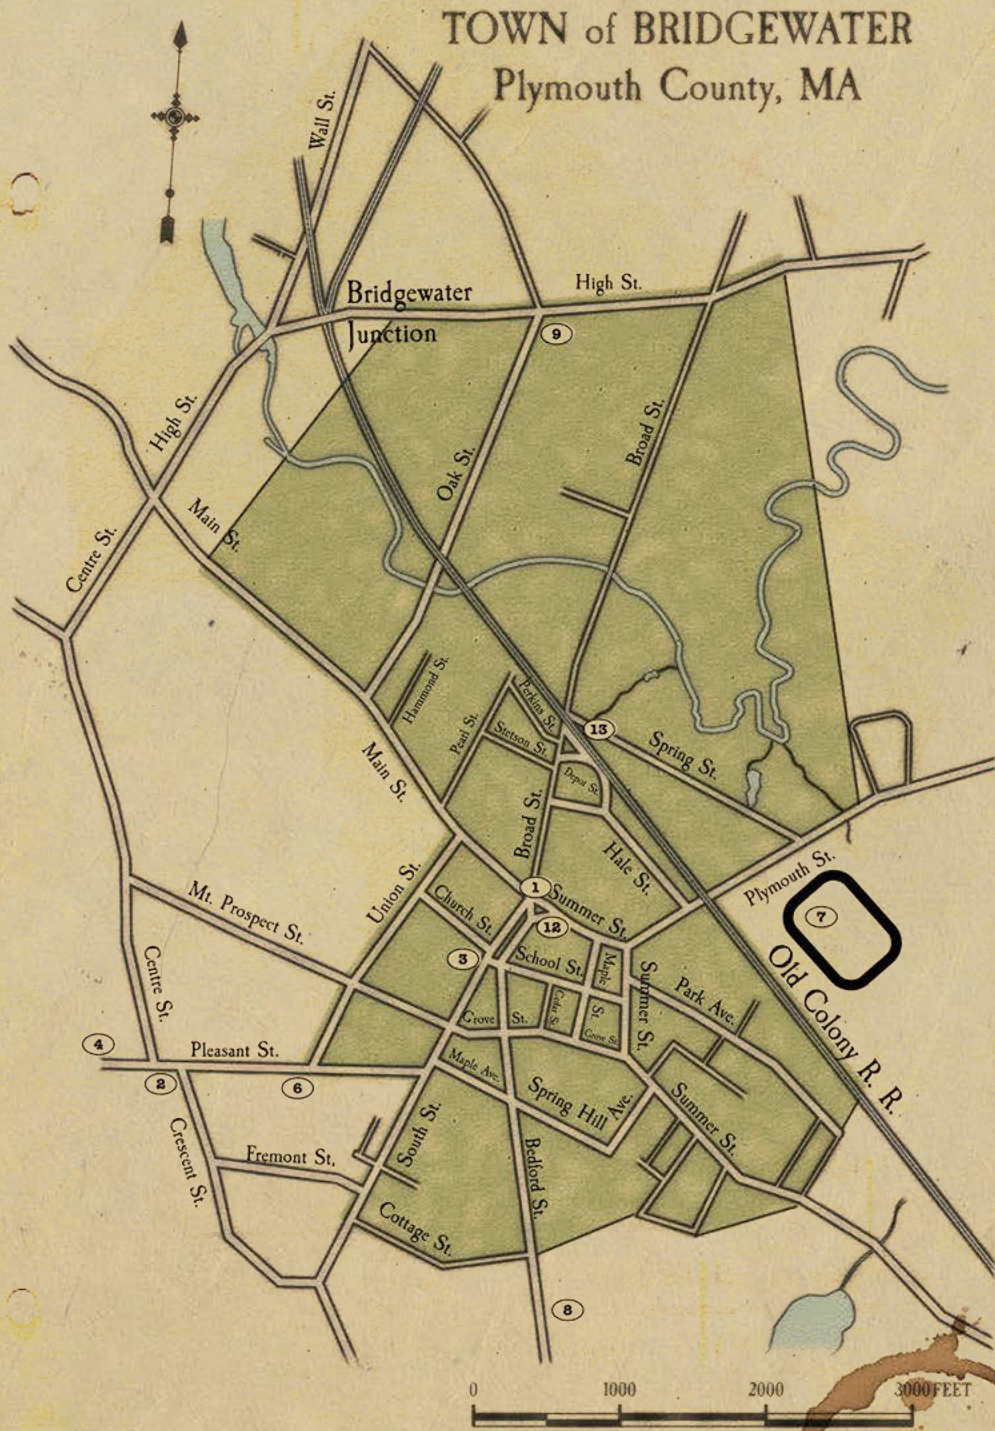 TOWN of BRIDGEWATER
Plymouth County, MA
Wall St.
Bridgewater
Junction
High St.
9
High St.
Main St.
Oak St.
Broad St.
Centre St.
Hammond St.
Perkins St.
13
Pearl St.
Stetson St.
Spring St.
Main St.
Depot St.
Broad St.
Hale St.
Plymouth St.
Union St.
1
Summer St.
7
Mt. Prospect St.
Church St.
12
3
School St.
Maple
St.
Summer St.
Park Ave.
Old Colony R. R.
Centre St.
Cedar St.
Grove St.
Grove St.
4
Pleasant St.
2
6
Maple Ave.
Spring Hill Ave.
Summer St.
Crescent St.
Fremont St,
South St.
Bedford St.
Cottage St.
8
0 1000 2000 3000 FEET